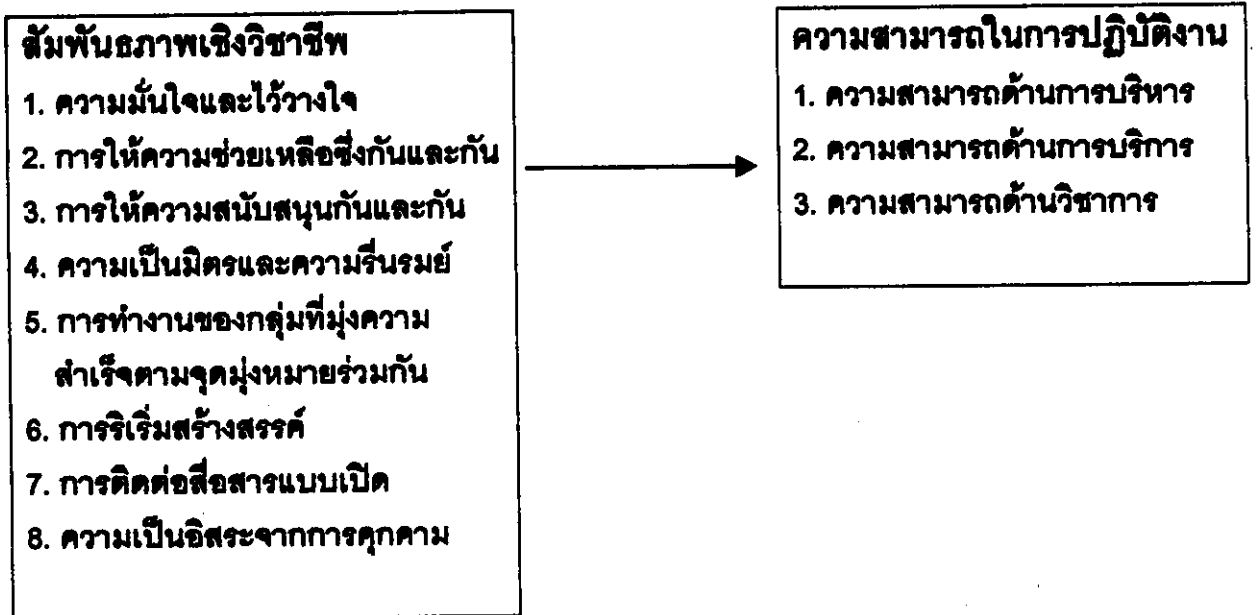 สัมพันธภาพเชิงวิชาชีพ
1. ความมั่นใจและไว้วางใจ
2. การให้ความช่วยเหลือซึ่งกันและกัน
3. การให้ความสนับสนุนกันและกัน
4. ความเป็นมิตรและความรื่นรมย์
5. การทำงานของกลุ่มที่มุ่งความ
สำเร็จตามจุดมุ่งหมายร่วมกัน
6. การริเริ่มสร้างสรรค์
7. การติดต่อสื่อสารแบบเปิด
8. ความเป็นอิสระจากการคุกคาม
ความสามารถในการปฏิบัติงาน
1. ความสามารถด้านการบริหาร
2. ความสามารถด้านการบริการ
3. ความสามารถด้านวิชาการ